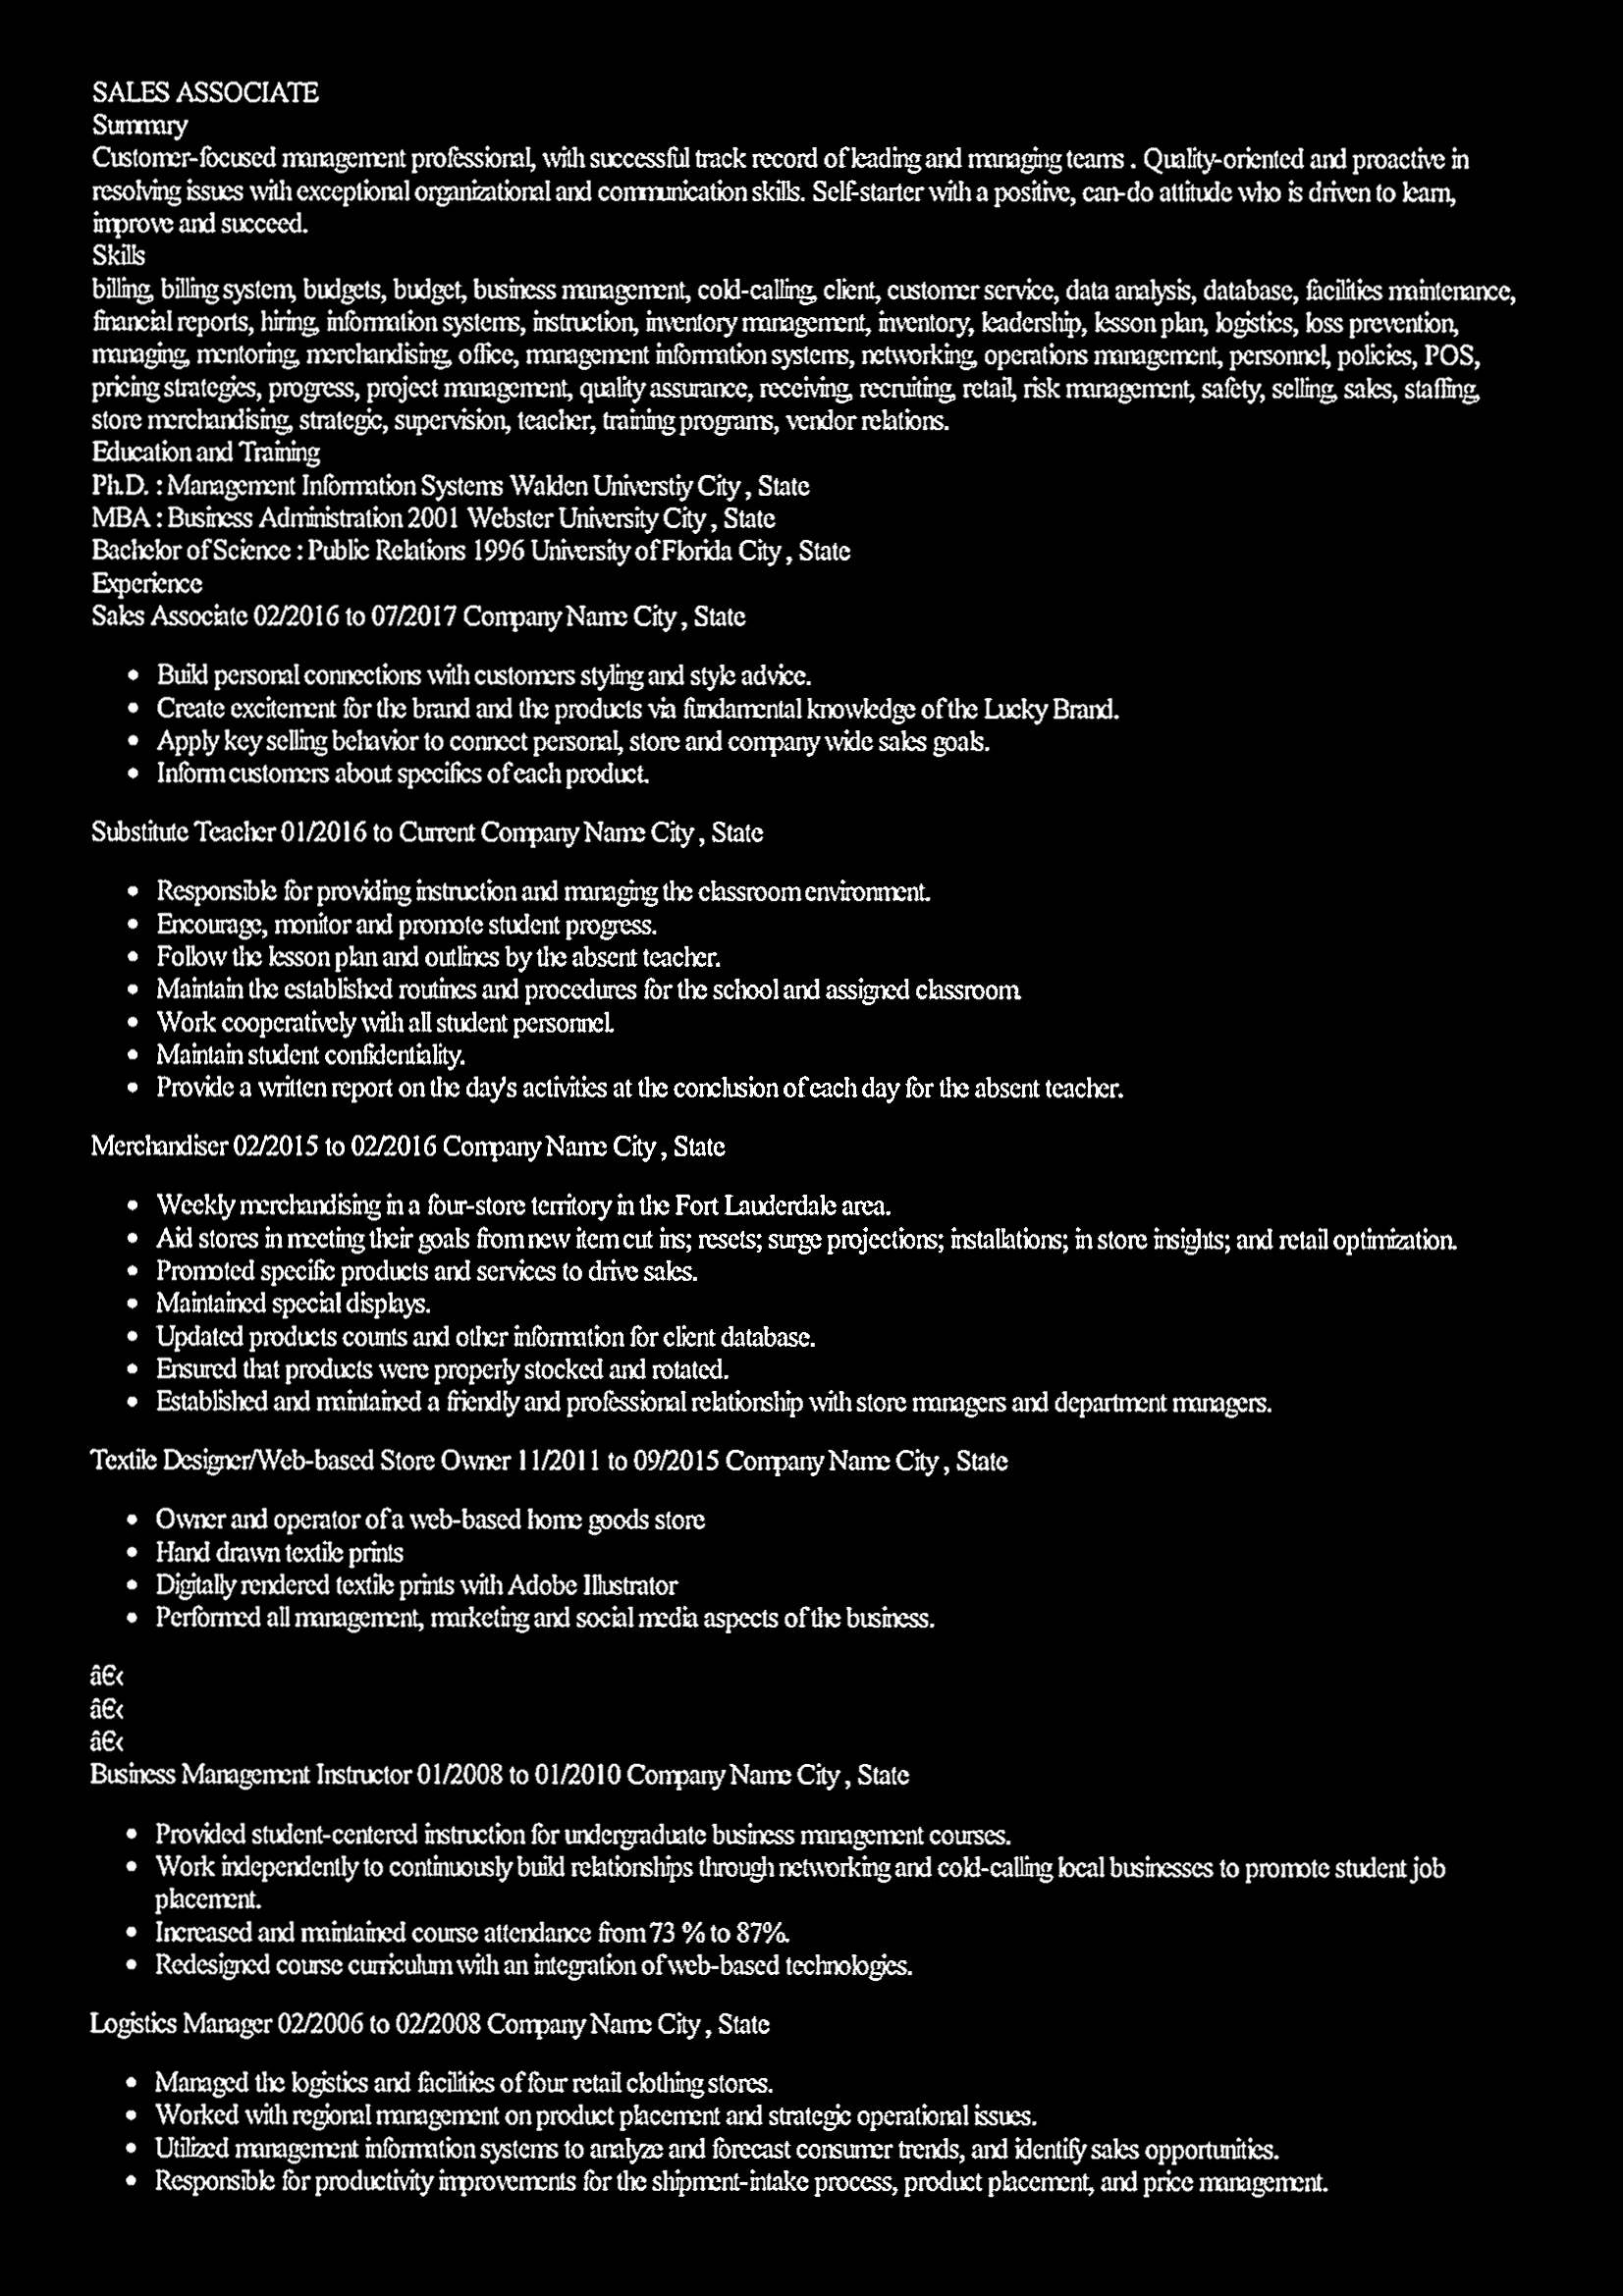 SALES ASSOCIATE
Summary
Customer-focused management professional, with successful track record of leading and managing teams . Quality-oriented and proactive in
resolving issues with exceptional organizational and communication skills. Self-starter with a positive, can-do attitude who is driven to learn,
improve and succeed.
Skills
billing, billing system, budgets, budget, business management, cold-calling, client, customer service, data analysis, database, facilities maintenance,
financial reports, hiring, information systems, instruction, inventory management, inventory, leadership, lesson plan, logistics, loss prevention,
managing, mentoring, merchandising, office, management information systems, networking, operations management, personnel, policies, POS,
pricing strategies, progress, project management, quality assurance, receiving, recruiting, retail, risk management, safety, selling, sales, staffing,
store merchandising, strategic, supervision, teacher, training programs, vendor relations.
Education and Training
Ph.D. : Management Information Systems Walden Universtiy City , State
MBA : Business Administration 2001 Webster University City , State
Bachelor of Science : Public Relations 1996 University of Florida City , State
Experience
Sales Associate 02/2016 to 07/2017 Company Name City , State
• Build personal connections with customers styling and style advice.
• Create excitement for the brand and the products via fundamental knowledge of the Lucky Brand.
• Apply key selling behavior to connect personal, store and company wide sales goals.
• Inform customers about specifics of each product.
Substitute Teacher 01/2016 to Current Company Name City , State
• Responsible for providing instruction and managing the classroom environment.
• Encourage, monitor and promote student progress.
• Follow the lesson plan and outlines by the absent teacher.
• Maintain the established routines and procedures for the school and assigned classroom.
• Work cooperatively with all student personnel.
• Maintain student confidentiality.
• Provide a written report on the day's activities at the conclusion of each day for the absent teacher.
Merchandiser 02/2015 to 02/2016 Company Name City , State
• Weekly merchandising in a four-store territory in the Fort Lauderdale area.
• Aid stores in meeting their goals from new item cut ins; resets; surge projections; installations; in store insights; and retail optimization.
• Promoted specific products and services to drive sales.
• Maintained special displays.
• Updated products counts and other information for client database.
• Ensured that products were properly stocked and rotated.
• Established and maintained a friendly and professional relationship with store managers and department managers.
Textile Designer/Web-based Store Owner 11/2011 to 09/2015 Company Name City , State
• Owner and operator of a web-based home goods store
• Hand drawn textile prints
• Digitally rendered textile prints with Adobe Illustrator
• Performed all management, marketing and social media aspects of the business.
â€‹
â€‹
â€‹
Business Management Instructor 01/2008 to 01/2010 Company Name City , State
• Provided student-centered instruction for undergraduate business management courses.
• Work independently to continuously build relationships through networking and cold-calling local businesses to promote student job
placement.
• Increased and maintained course attendance from 73 % to 87%.
• Redesigned course curriculum with an integration of web-based technologies.
Logistics Manager 02/2006 to 02/2008 Company Name City , State
• Managed the logistics and facilities of four retail clothing stores.
• Worked with regional management on product placement and strategic operational issues.
• Utilized management information systems to analyze and forecast consumer trends, and identify sales opportunities.
• Responsible for productivity improvements for the shipment-intake process, product placement, and price management.